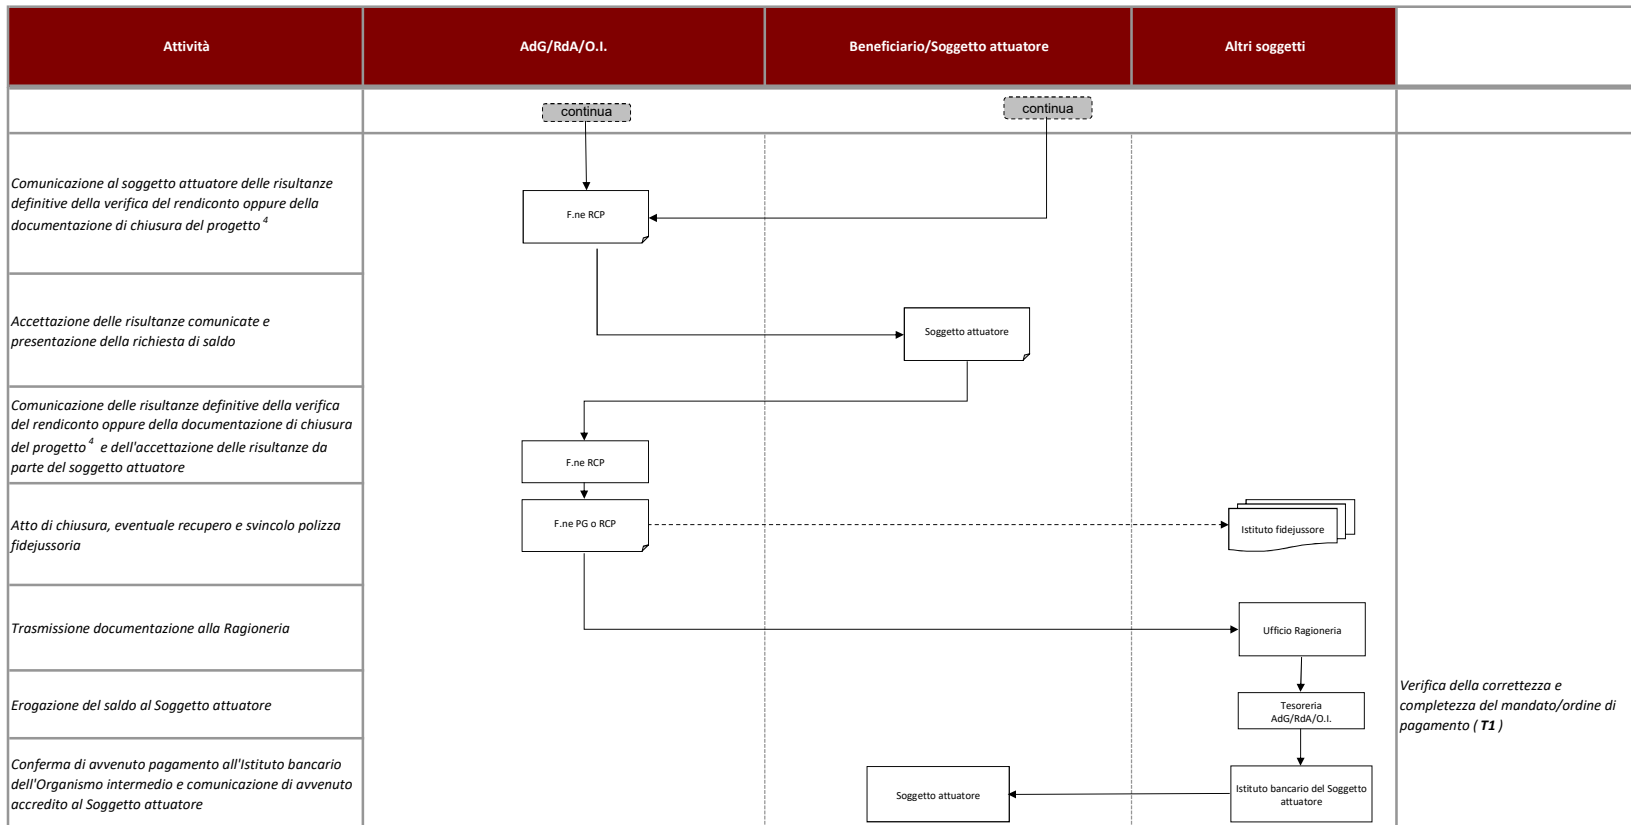 Attività
AdG/RdA/O.I.
Beneficiario/Soggetto attuatore
Altri soggetti
continua
continua
Comunicazione al soggetto attuatore delle risultanze
definitive della verifica del rendiconto oppure della
documentazione di chiusura del progetto 4
F.ne RCP
Accettazione delle risultanze comunicate e
presentazione della richiesta di saldo
Soggetto attuatore
Comunicazione delle risultanze definitive della verifica
del rendiconto oppure della documentazione di chiusura
del progetto 4 e dell'accettazione delle risultanze da
parte del soggetto attuatore
F.ne RCP
Atto di chiusura, eventuale recupero e svincolo polizza
fidejussoria
F.ne PG o RCP
Istituto fidejussore
Trasmissione documentazione alla Ragioneria
Ufficio Ragioneria
Erogazione del saldo al Soggetto attuatore
Tesoreria
AdG/RdA/O.I.
Verifica della correttezza e
completezza del mandato/ordine di
pagamento ( T1 )
Conferma di avvenuto pagamento all'Istituto bancario
dell'Organismo intermedio e comunicazione di avvenuto
accredito al Soggetto attuatore
Soggetto attuatore
Istituto bancario del Soggetto
attuatore